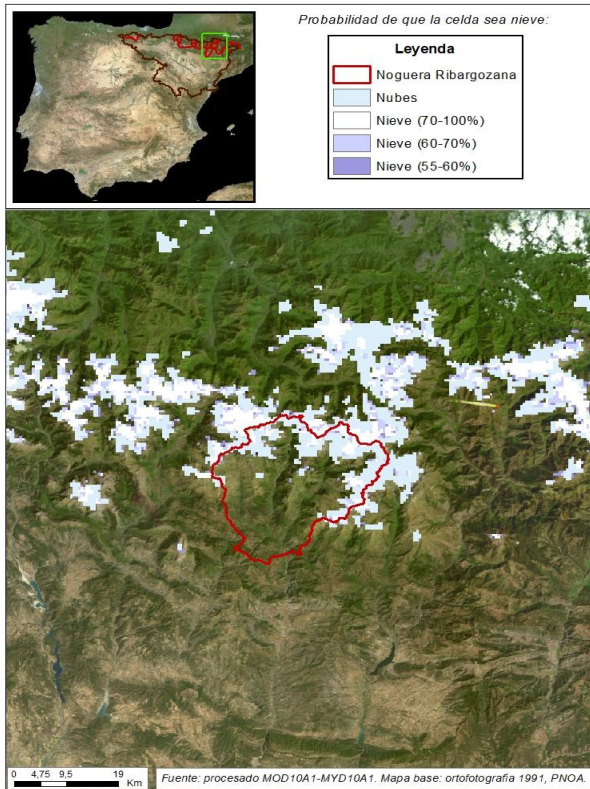 Probabilidad de que la celda sea nieve:
Leyenda
Noguera Ribargozana
Nubes
Nieve (70-100%)
Nieve (60-70%)
Nieve (55-60%)
0 4,75 9,5 19
Km
Fuente: procesado MOD10A1-MYD10A1. Mapa base: ortofotografia 1991, PNOA.